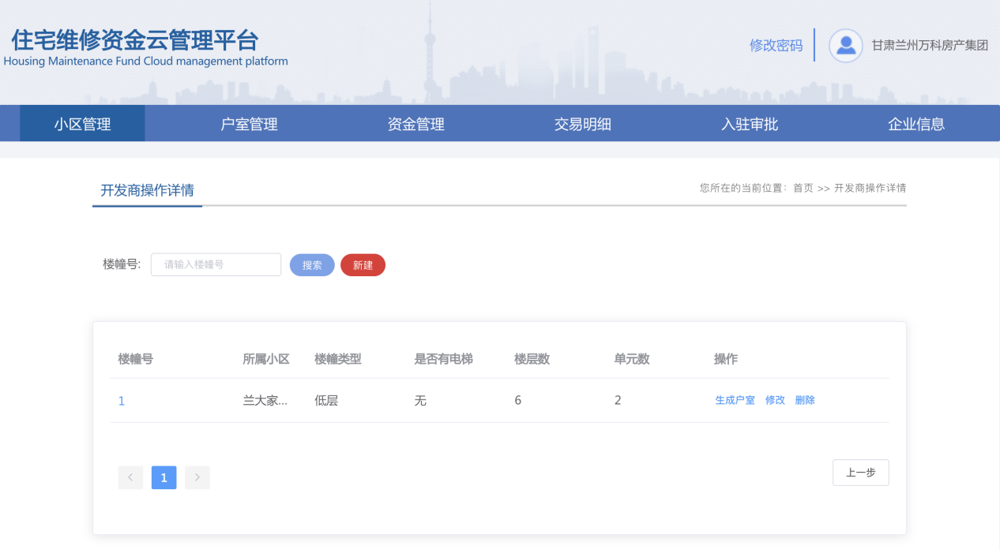 住宅维修资金云管理平台
Housing Maintenance Fund Cloud management platform
修改密码
甘肃兰州万科房产集团
小区管理 户室管理 资金管理 交易明细 入驻审批 企业信息
开发商操作详情
您所在的当前位置：首页 >> 开发商操作详情
楼幢号: 请输入楼幢号 搜索 新建
楼幢号 所属小区 楼幢类型 是否有电梯 楼层数 单元数 操作
1 兰大家... 低层 无 6 2 生成户室 修改 删除
1
上一步